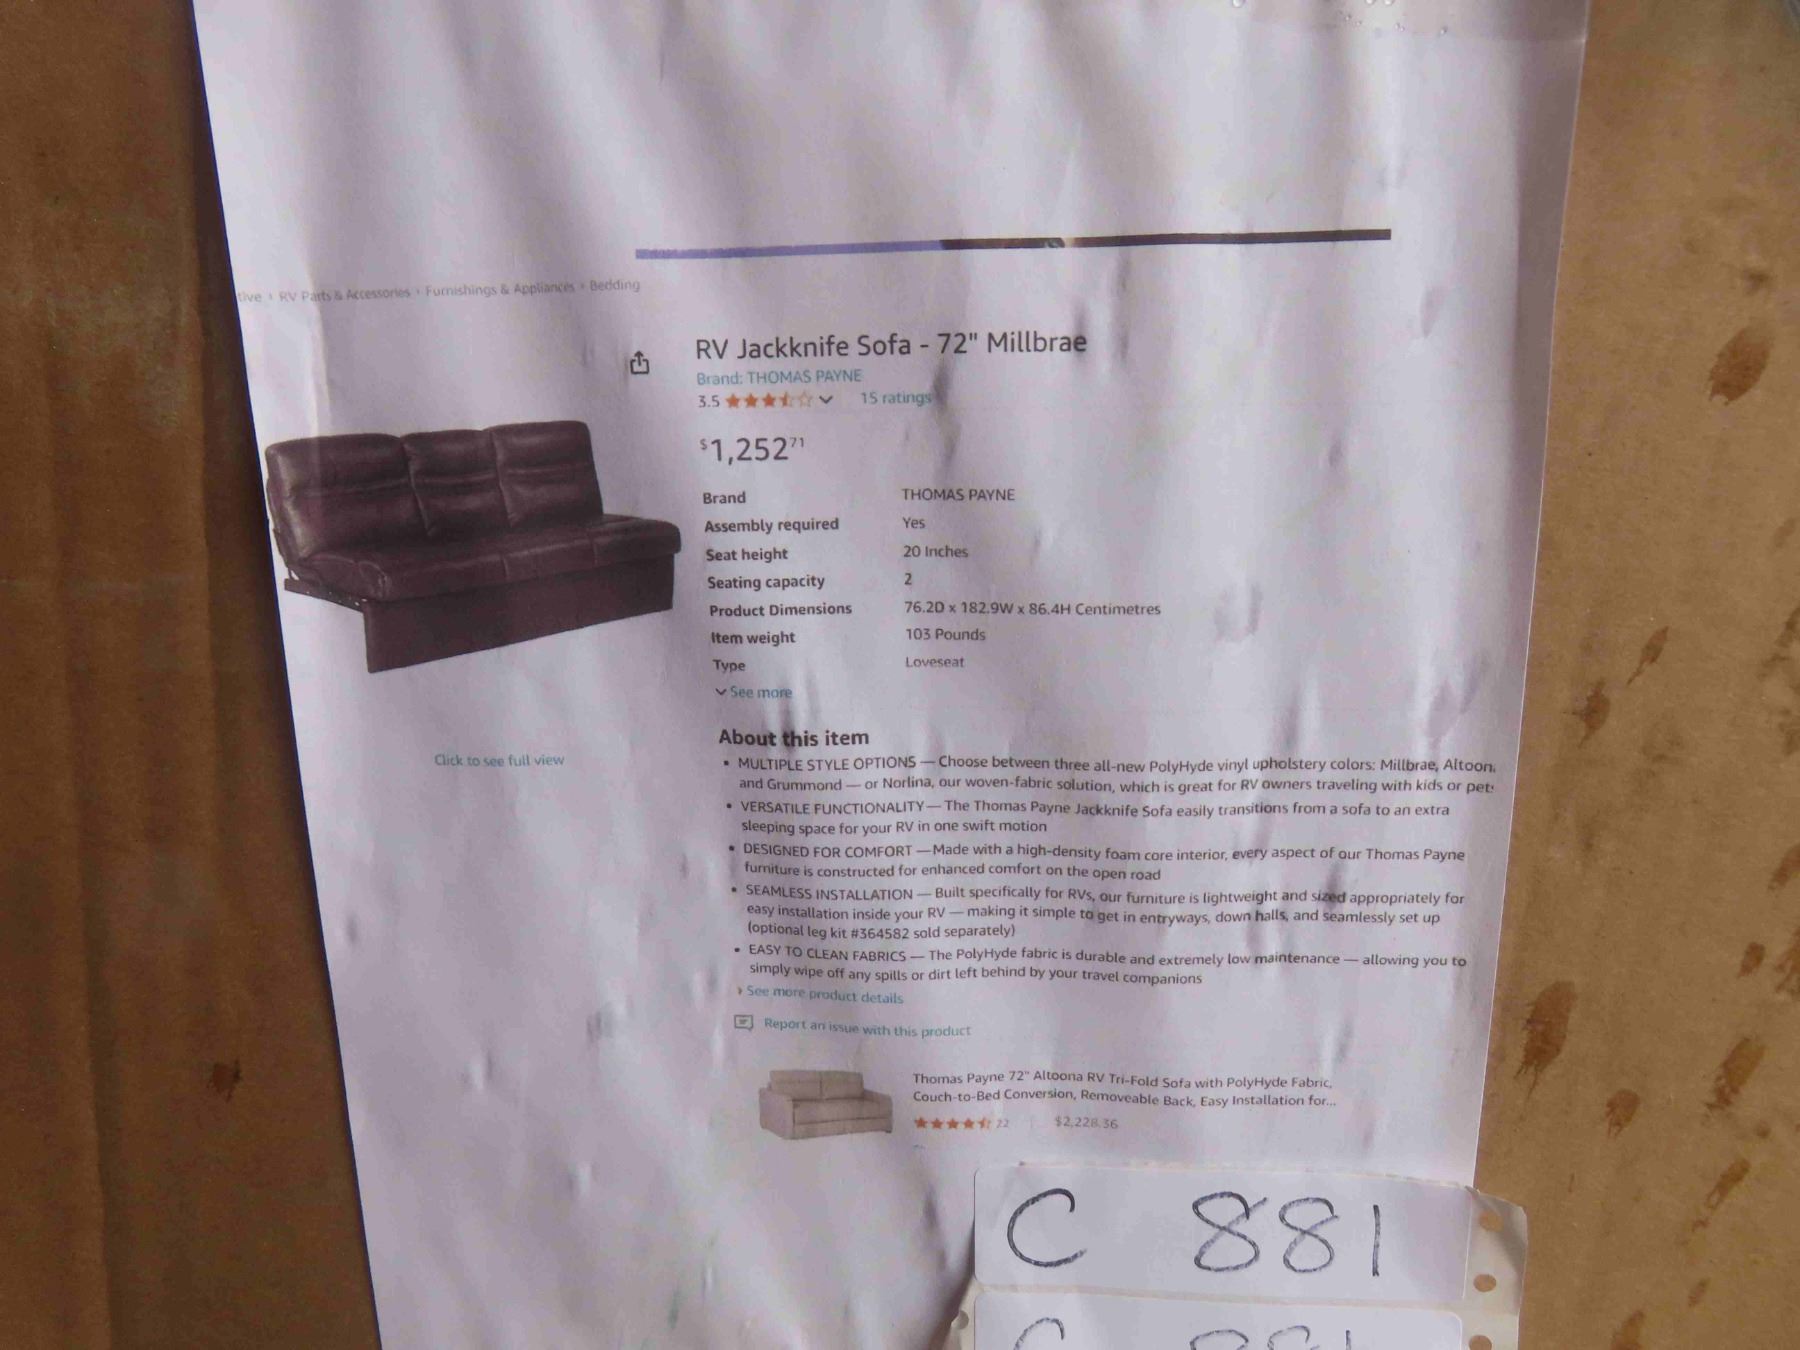 tive › RV Parts & Accessories › Furnishings & Appliances › Bedding
RV Jackknife Sofa - 72" Millbrae
Brand: THOMAS PAYNE
3.5 15 ratings
$1,252 71
Brand THOMAS PAYNE
Assembly required Yes
Seat height 20 Inches
Seating capacity 2
Product Dimensions 76.2D x 182.9W x 86.4H Centimetres
Item weight 103 Pounds
Type Loveseat
See more
Click to see full view
About this item
• MULTIPLE STYLE OPTIONS — Choose between three all-new PolyHyde vinyl upholstery colors: Millbrae, Altoon
and Grummond — or Norlina, our woven-fabric solution, which is great for RV owners traveling with kids or pets
• VERSATILE FUNCTIONALITY — The Thomas Payne Jackknife Sofa easily transitions from a sofa to an extra
sleeping space for your RV in one swift motion
• DESIGNED FOR COMFORT — Made with a high-density foam core interior, every aspect of our Thomas Payne
furniture is constructed for enhanced comfort on the open road
• SEAMLESS INSTALLATION — Built specifically for RVs, our furniture is lightweight and sized appropriately for
easy installation inside your RV — making it simple to get in entryways, down halls, and seamlessly set up
(optional leg kit #364582 sold separately)
• EASY TO CLEAN FABRICS — The PolyHyde fabric is durable and extremely low maintenance — allowing you to
simply wipe off any spills or dirt left behind by your travel companions
› See more product details
Report an issue with this product
Thomas Payne 72" Altoona RV Tri-Fold Sofa with PolyHyde Fabric,
Couch-to-Bed Conversion, Removeable Back, Easy Installation for...
22 $2,228.36
C 881
C 881